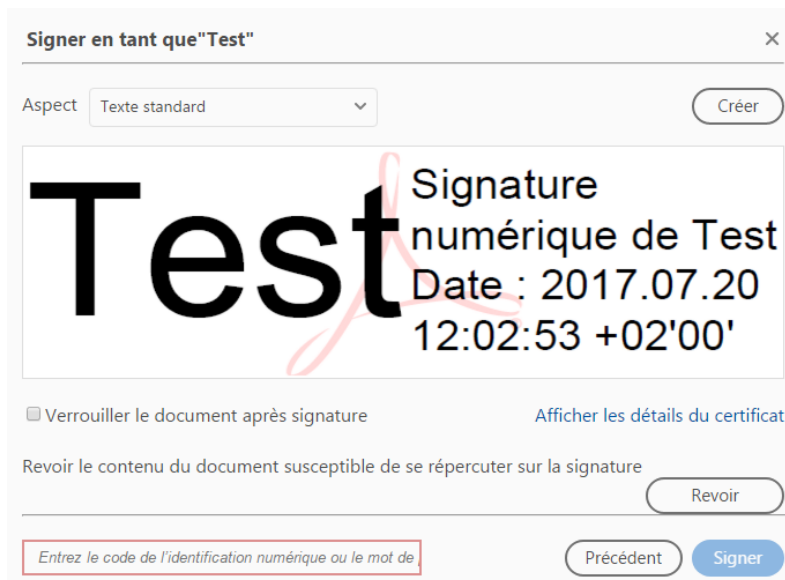 Signer en tant que"Test"
Aspect Texte standard Créer
Test
Signature
numérique de Test
Date : 2017.07.20
12:02:53 +02'00'
Verrouiller le document après signature Afficher les détails du certificat
Revoir le contenu du document susceptible de se répercuter sur la signature
Revoir
Entrez le code de l'identification numérique ou le mot de Précédent Signer